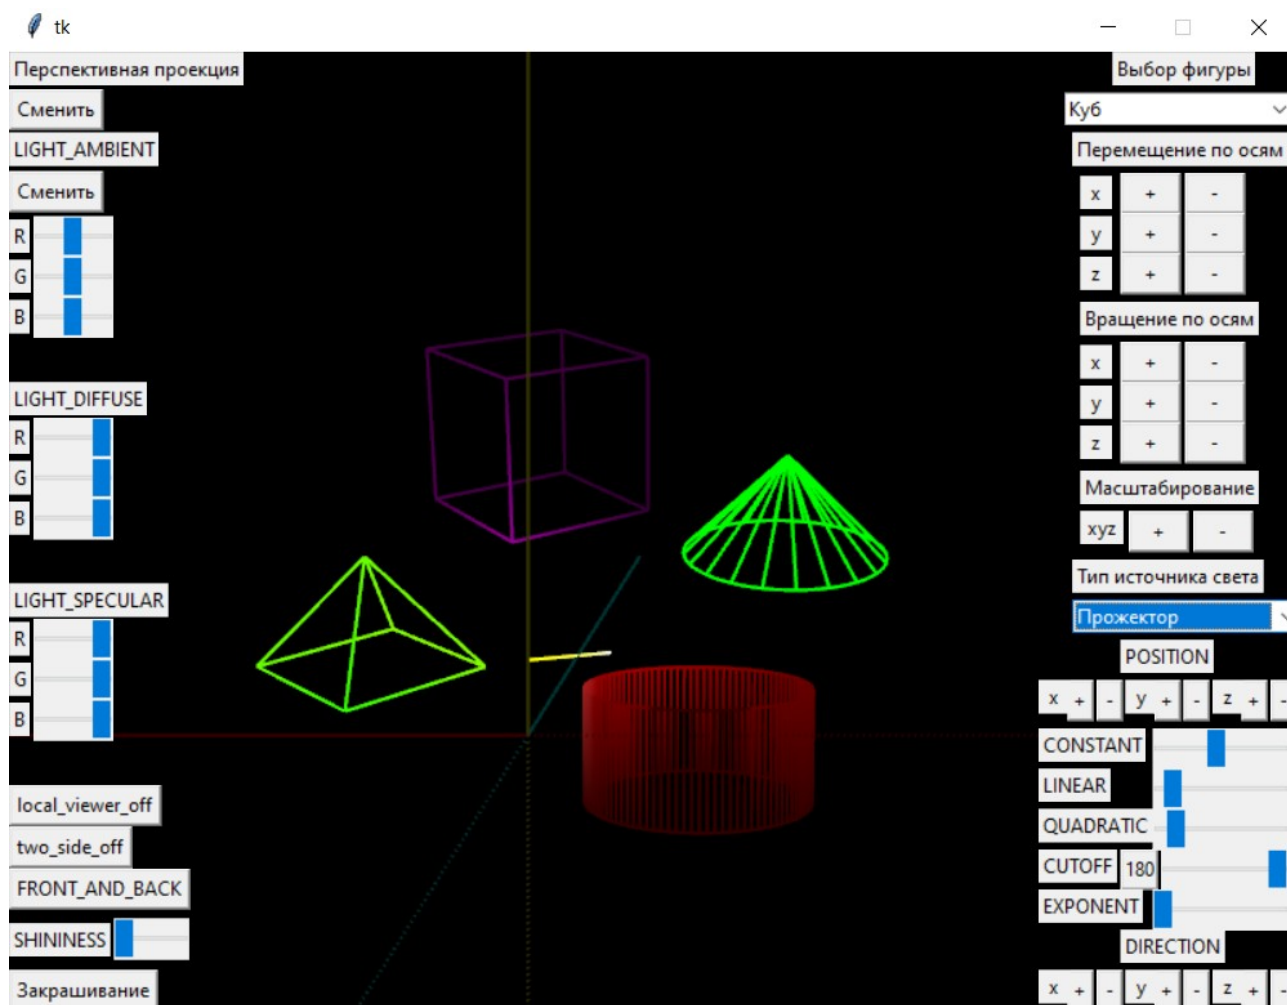 tk
Перспективная проекция
Сменить
LIGHT_AMBIENT
Сменить
R
G
B
LIGHT_DIFFUSE
R
G
B
LIGHT_SPECULAR
R
G
B
local_viewer_off
two_side_off
FRONT_AND_BACK
SHININESS
Закрашивание
Выбор фигуры
Куб
Перемещение по осям
x + -
y + -
z + -
Вращение по осям
x + -
y + -
z + -
Масштабирование
xyz + -
Тип источника света
Прожектор
POSITION
x + - y + - z + -
CONSTANT
LINEAR
QUADRATIC
CUTOFF 180
EXPONENT
DIRECTION
x + - y + - z + -